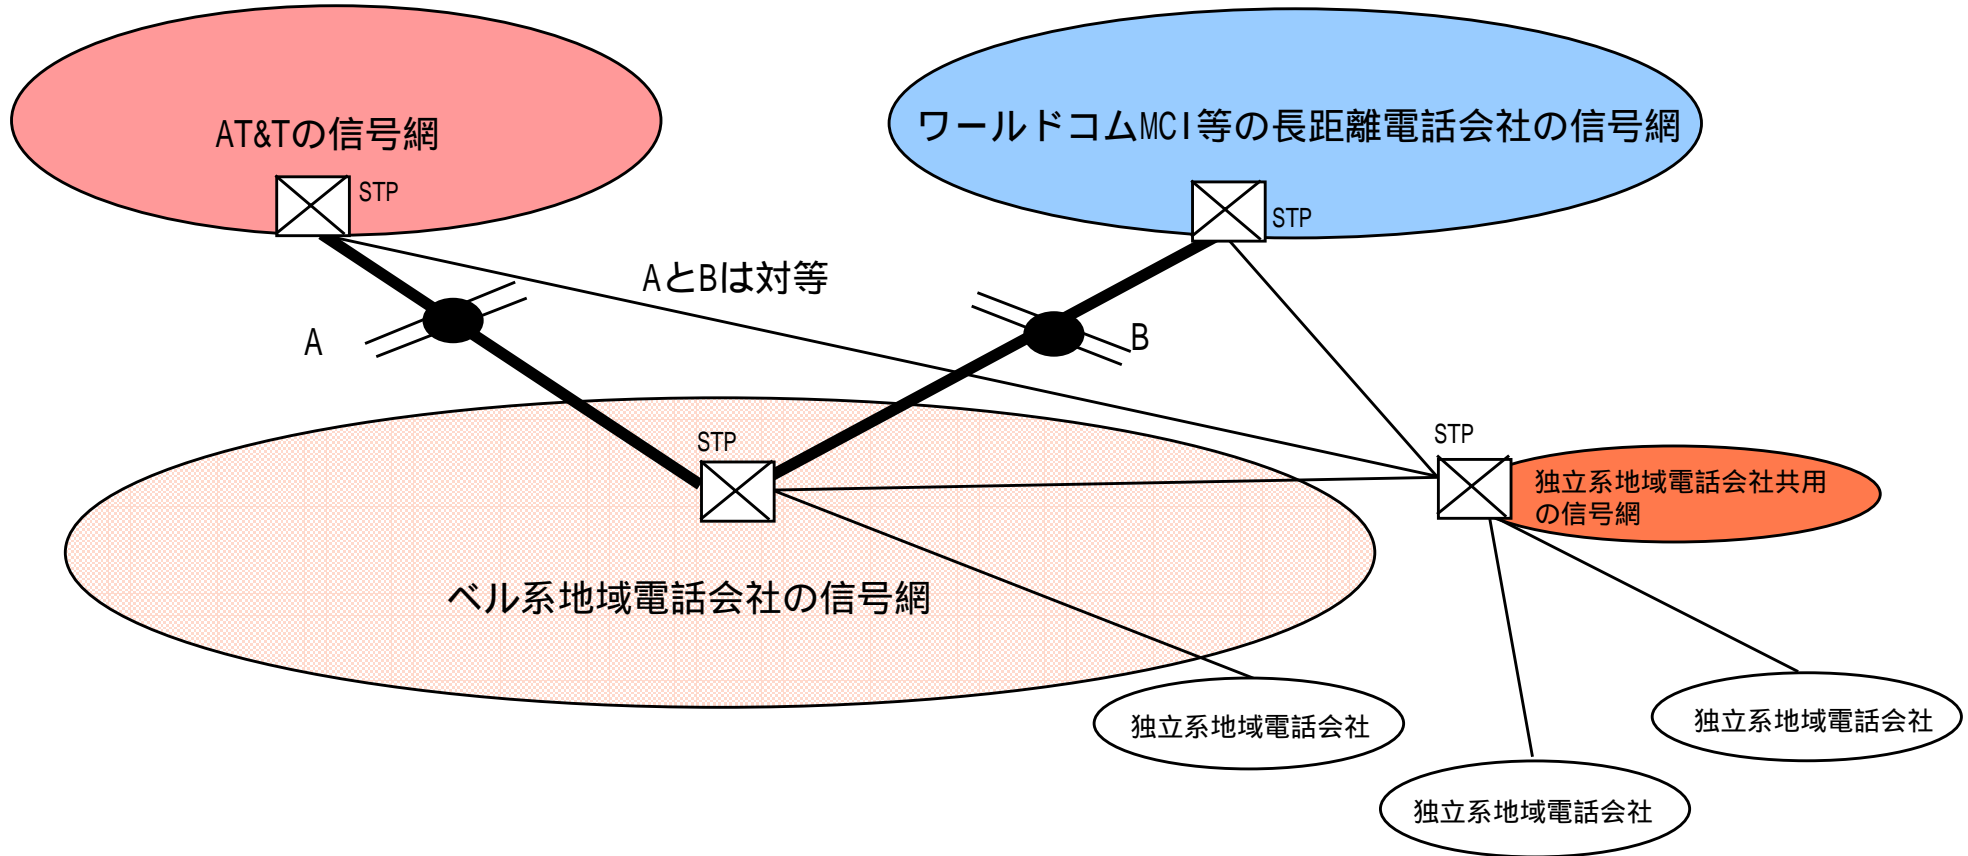 AT&Tの信号網
STP
ワールドコムMCI等の長距離電話会社の信号網
STP
AとBは対等
A
B
STP
ベル系地域電話会社の信号網
STP
独立系地域電話会社共用
の信号網
独立系地域電話会社
独立系地域電話会社
独立系地域電話会社